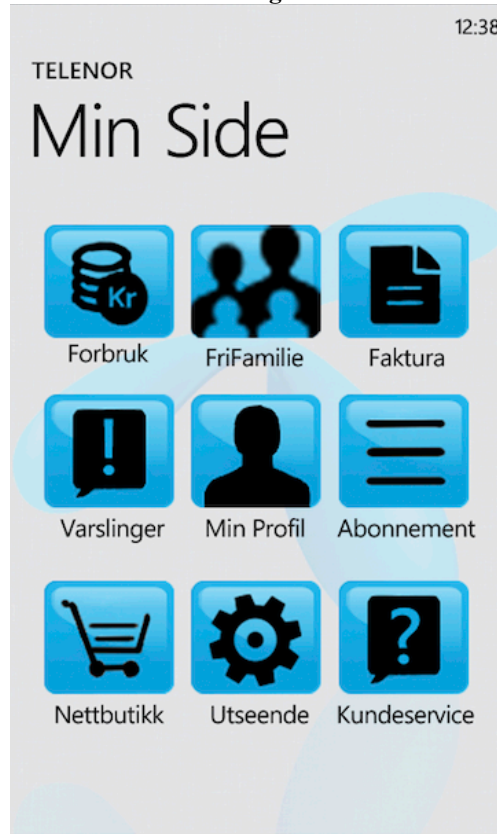 12:38
TELENOR
Min Side
Kr
Forbruk FriFamilie Faktura
!
Varslinger Min Profil Abonnement
?
Nettbutikk Utseende Kundeservice